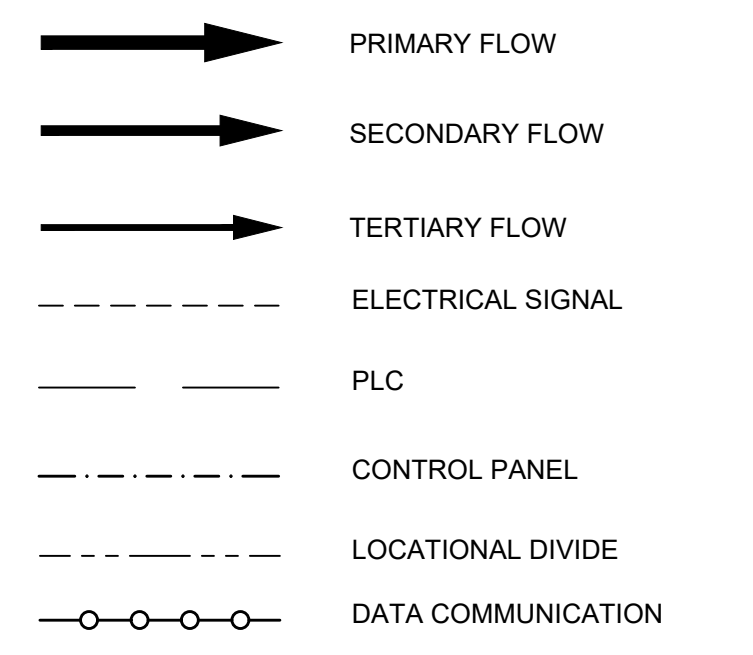 PRIMARY FLOW
SECONDARY FLOW
TERTIARY FLOW
ELECTRICAL SIGNAL
PLC
CONTROL PANEL
LOCATIONAL DIVIDE
DATA COMMUNICATION